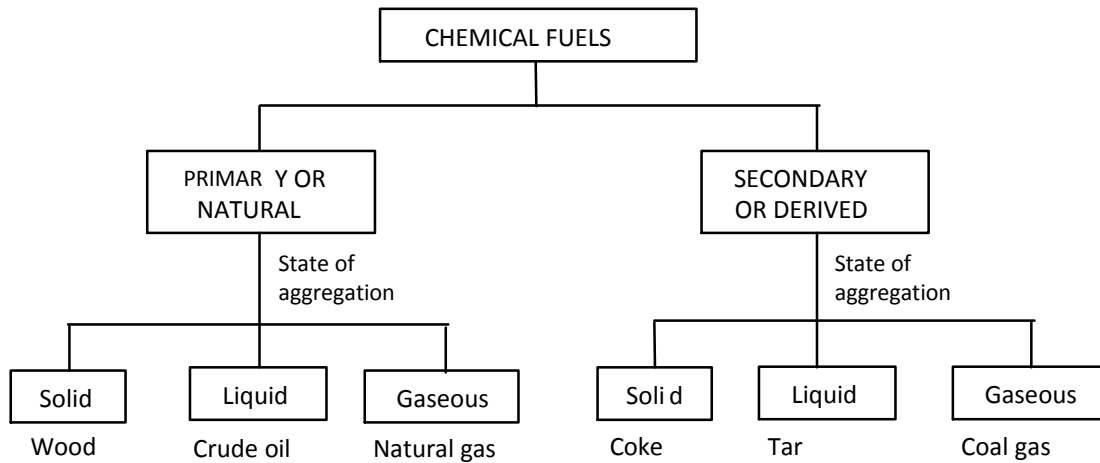 CHEMICAL FUELS
PRIMAR Y OR
NATURAL
SECONDARY
OR DERIVED
State of
aggregation
State of
aggregation
Solid
Liquid
Gaseous
Soli d
Liquid
Gaseous
Wood
Crude oil
Natural gas
Coke
Tar
Coal gas